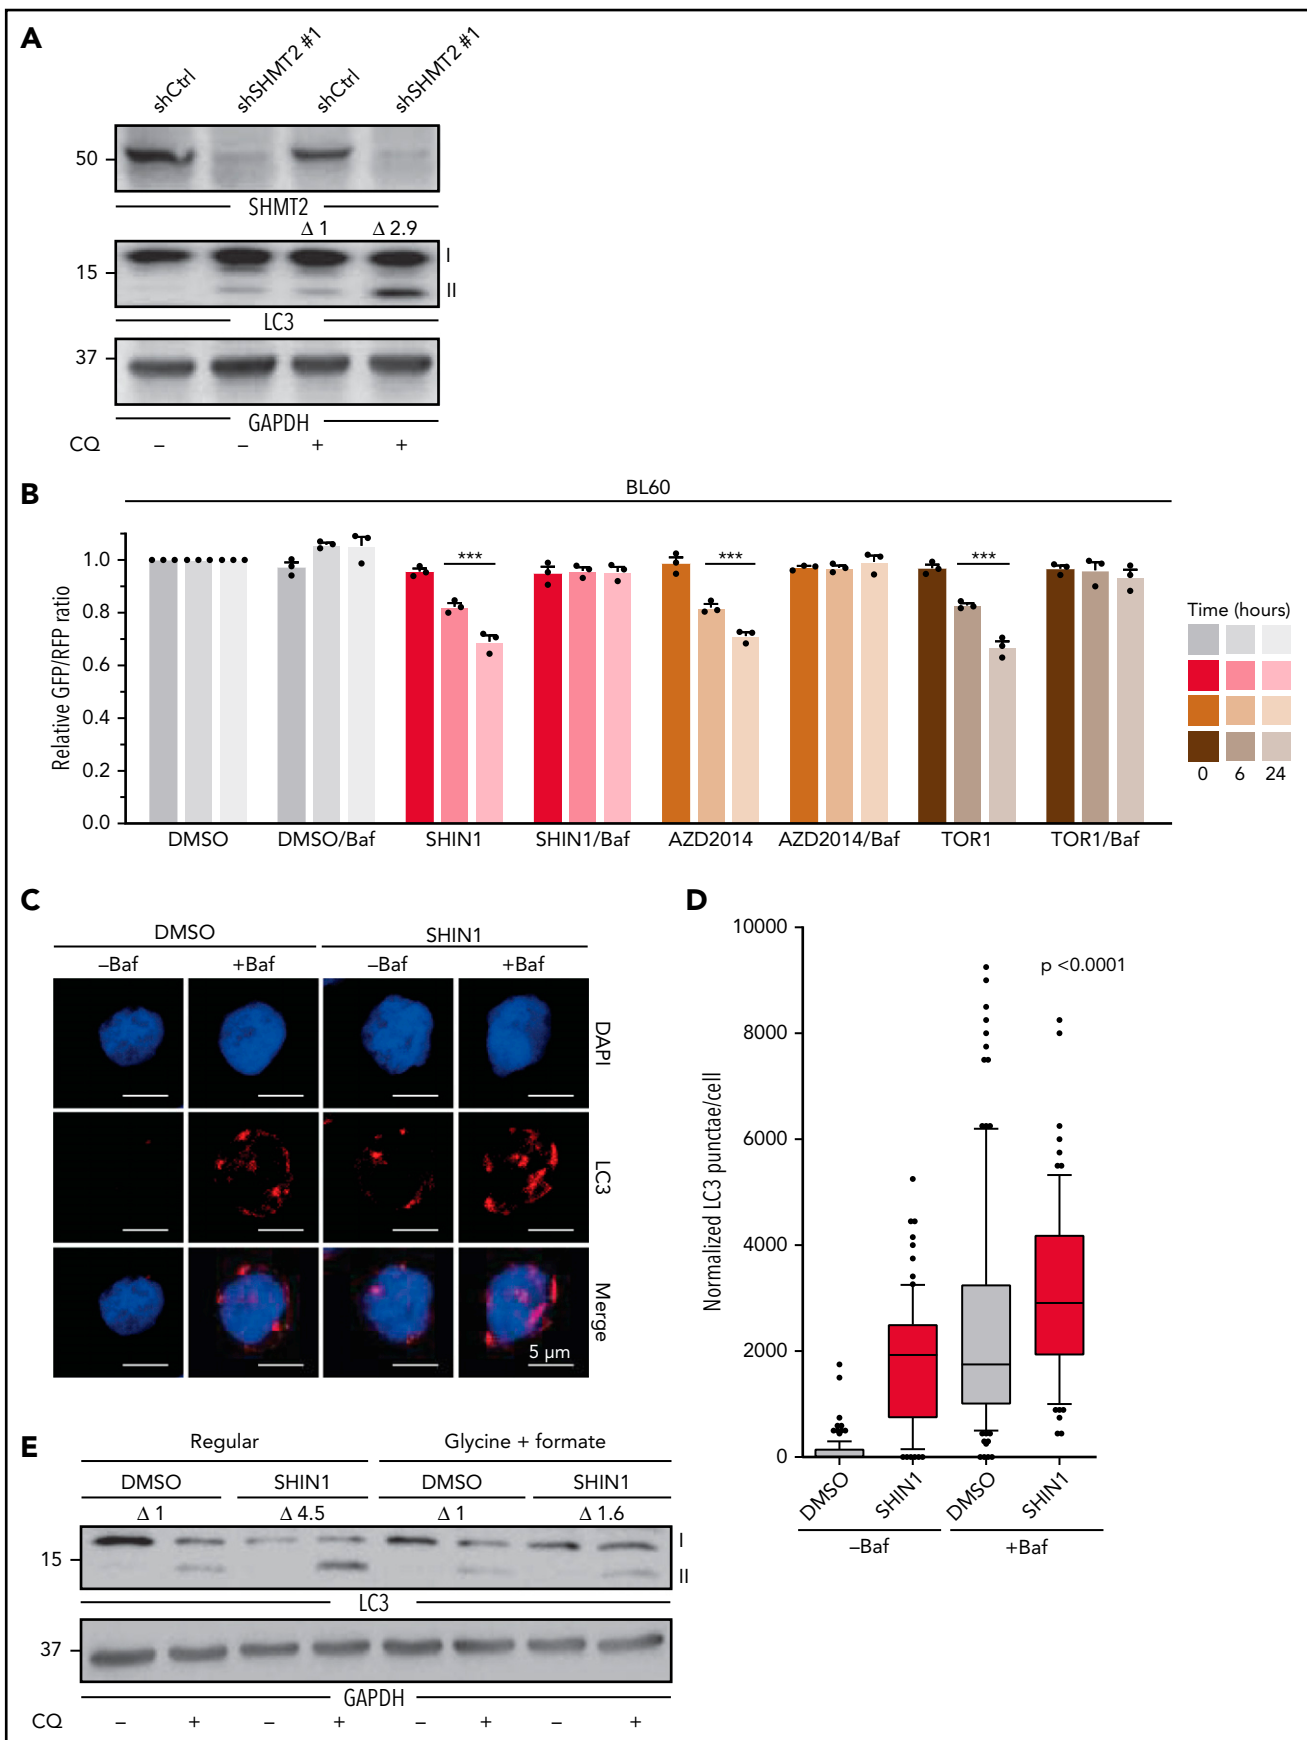 A
shCtrl shSHMT2 #1 shCtrl shSHMT2 #1
50
SHMT2
Δ 1 Δ 2.9
I
15
II
LC3
37
GAPDH
CQ – – + +
B
BL60
Relative GFP/RFP ratio
1.0
0.8
0.6
0.4
0.2
0.0
*** *** ***
DMSO DMSO/Baf SHIN1 SHIN1/Baf AZD2014 AZD2014/Baf TOR1 TOR1/Baf
Time (hours)
0 6 24
C
DMSO SHIN1
–Baf +Baf –Baf +Baf
DAPI
LC3
Merge
5 µm
D
Normalized LC3 punctae/cell
10000
8000
6000
4000
2000
0
p <0.0001
DMSO SHIN1 DMSO SHIN1
–Baf +Baf
E
Regular Glycine + formate
DMSO SHIN1 DMSO SHIN1
Δ 1 Δ 4.5 Δ 1 Δ 1.6
I
15
II
LC3
37
GAPDH
CQ – + – + – + – +